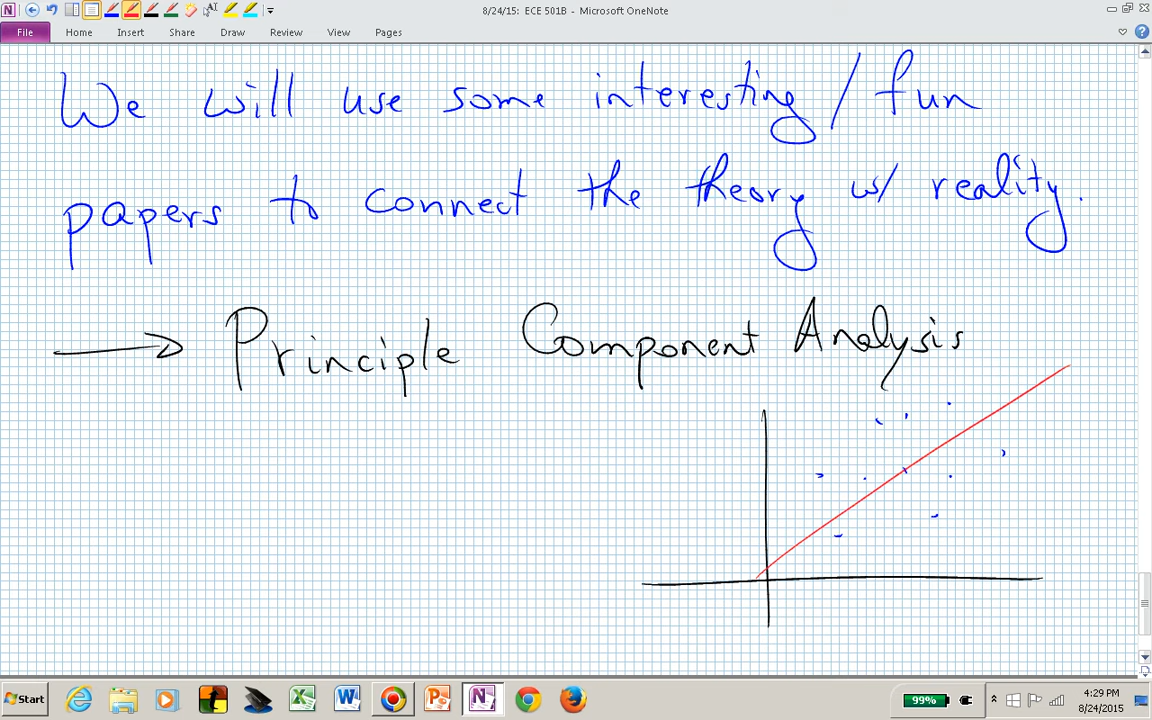 8/24/15: ECE 501B - Microsoft OneNote
File Home Insert Share Draw Review View Pages
We will use some interesting/fun
papers to connect the theory w/ reality.
→ Principle Component Analysis
Start
99%
4:29 PM
8/24/2015